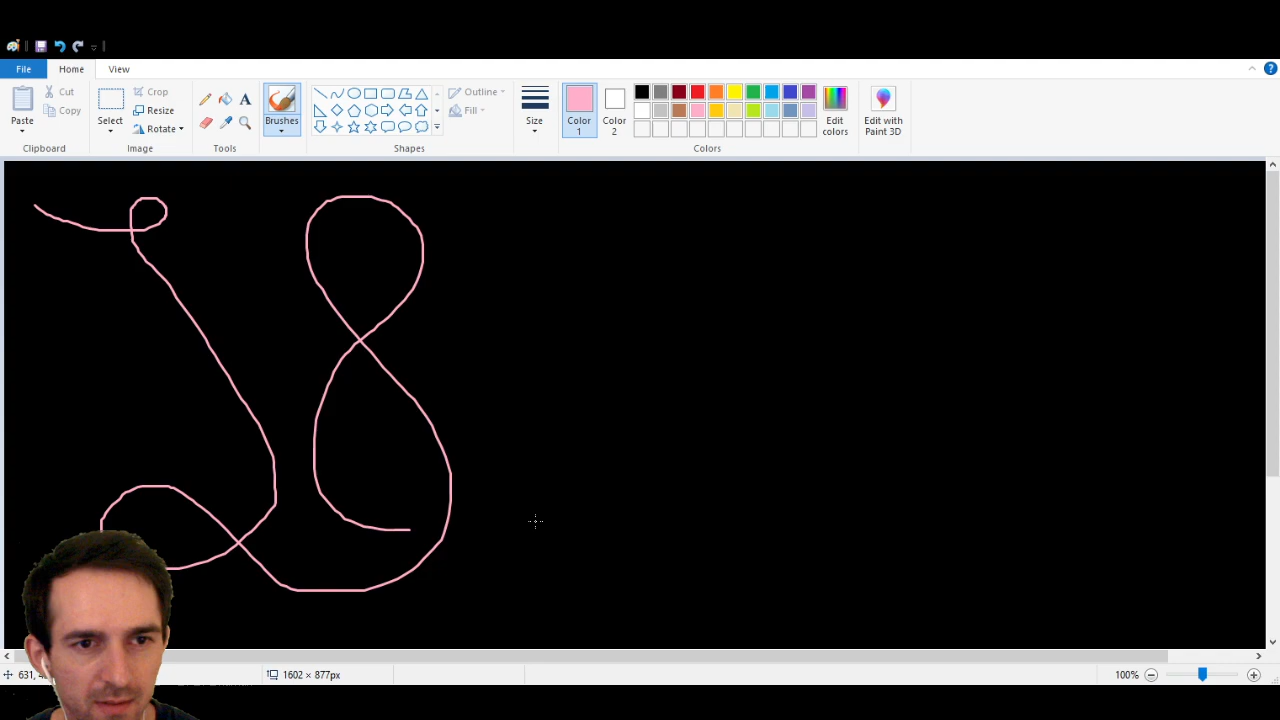 File Home View
Paste Cut Copy Clipboard
Select Crop Resize Rotate Image
A Tools
Brushes
Outline Fill Shapes
Size
Color 1 Color 2 Edit colors Colors
Edit with Paint 3D
1602 × 877px 100%